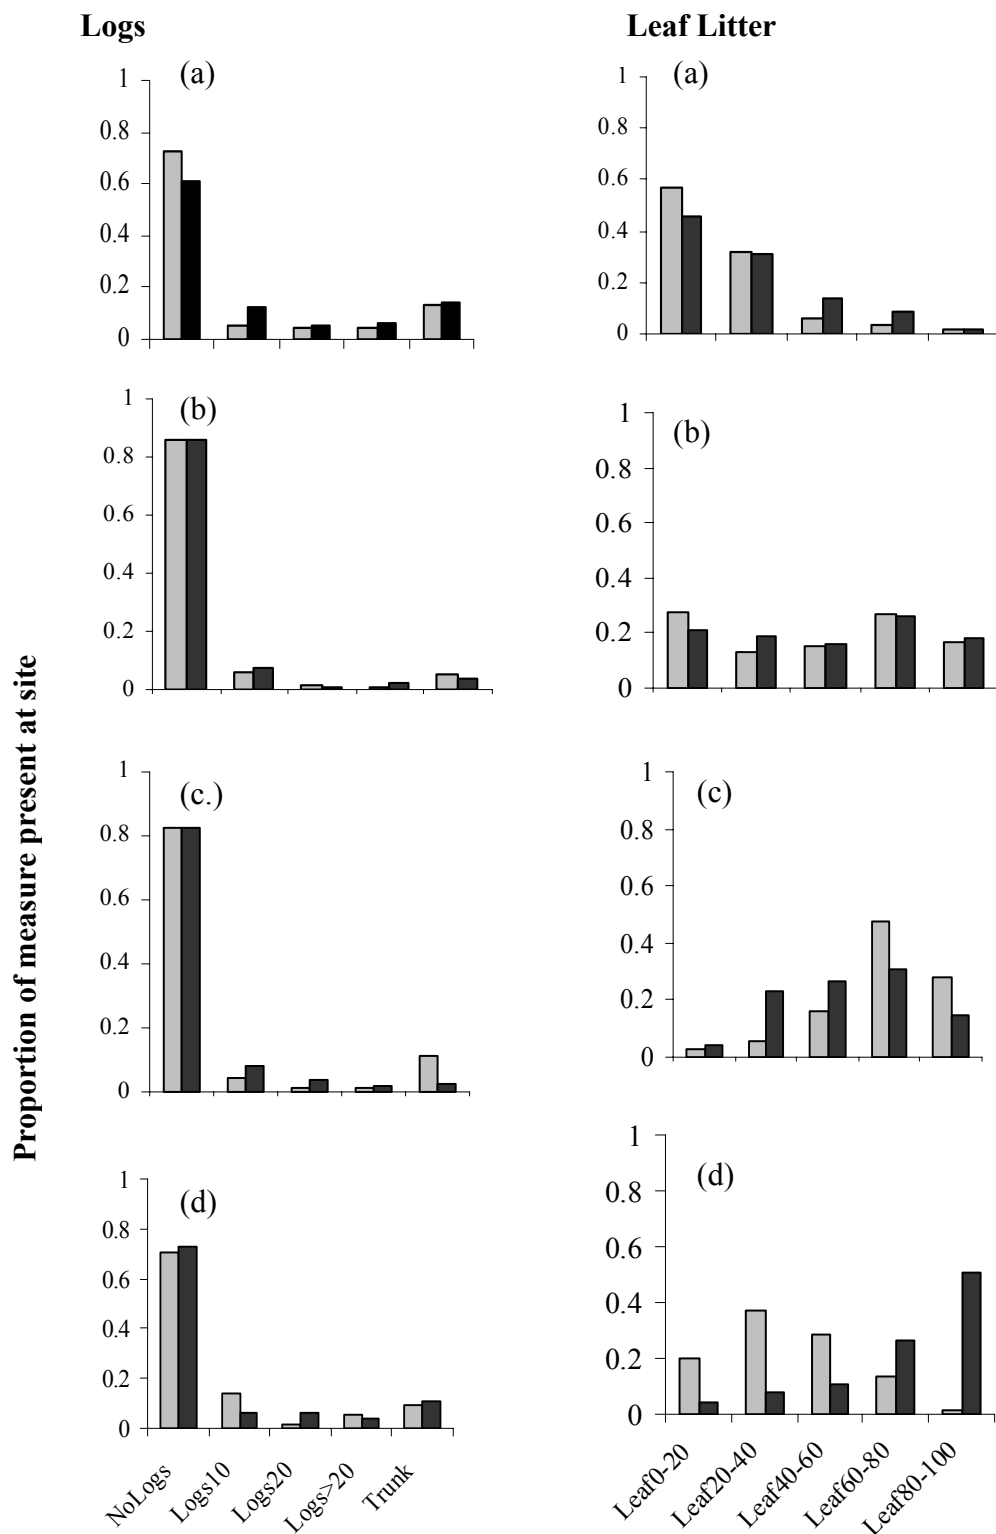 Logs
(a)
1
0.8
0.6
0.4
0.2
0
(b)
1
0.8
0.6
0.4
0.2
0
(c.)
1
0.8
0.6
0.4
0.2
0
(d)
1
0.8
0.6
0.4
0.2
0
NoLogs
Logs10
Logs20
Logs>20
Trunk
Leaf Litter
(a)
1
0.8
0.6
0.4
0.2
0
(b)
1
0.8
0.6
0.4
0.2
0
(c)
1
0.8
0.6
0.4
0.2
0
(d)
1
0.8
0.6
0.4
0.2
0
Leaf0-20
Leaf20-40
Leaf40-60
Leaf60-80
Leaf80-100
Proportion of measure present at site